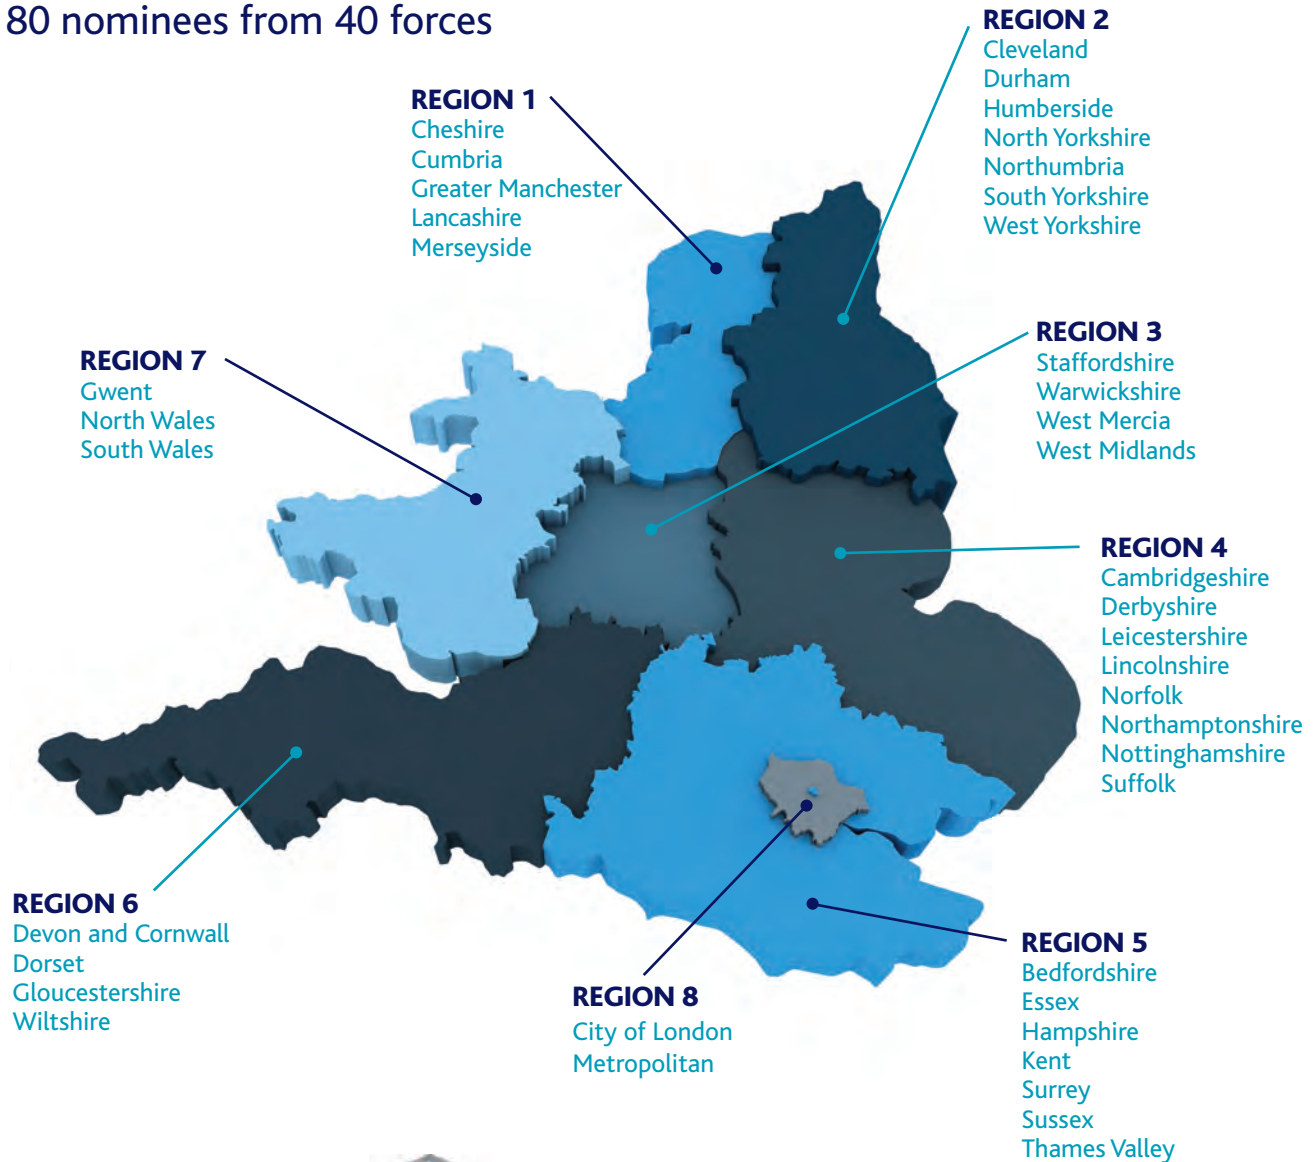 80 nominees from 40 forces
REGION 1
Cheshire
Cumbria
Greater Manchester
Lancashire
Merseyside
REGION 2
Cleveland
Durham
Humberside
North Yorkshire
Northumbria
South Yorkshire
West Yorkshire
REGION 3
Staffordshire
Warwickshire
West Mercia
West Midlands
REGION 7
Gwent
North Wales
South Wales
REGION 4
Cambridgeshire
Derbyshire
Leicestershire
Lincolnshire
Norfolk
Northamptonshire
Nottinghamshire
Suffolk
REGION 6
Devon and Cornwall
Dorset
Gloucestershire
Wiltshire
REGION 8
City of London
Metropolitan
REGION 5
Bedfordshire
Essex
Hampshire
Kent
Surrey
Sussex
Thames Valley